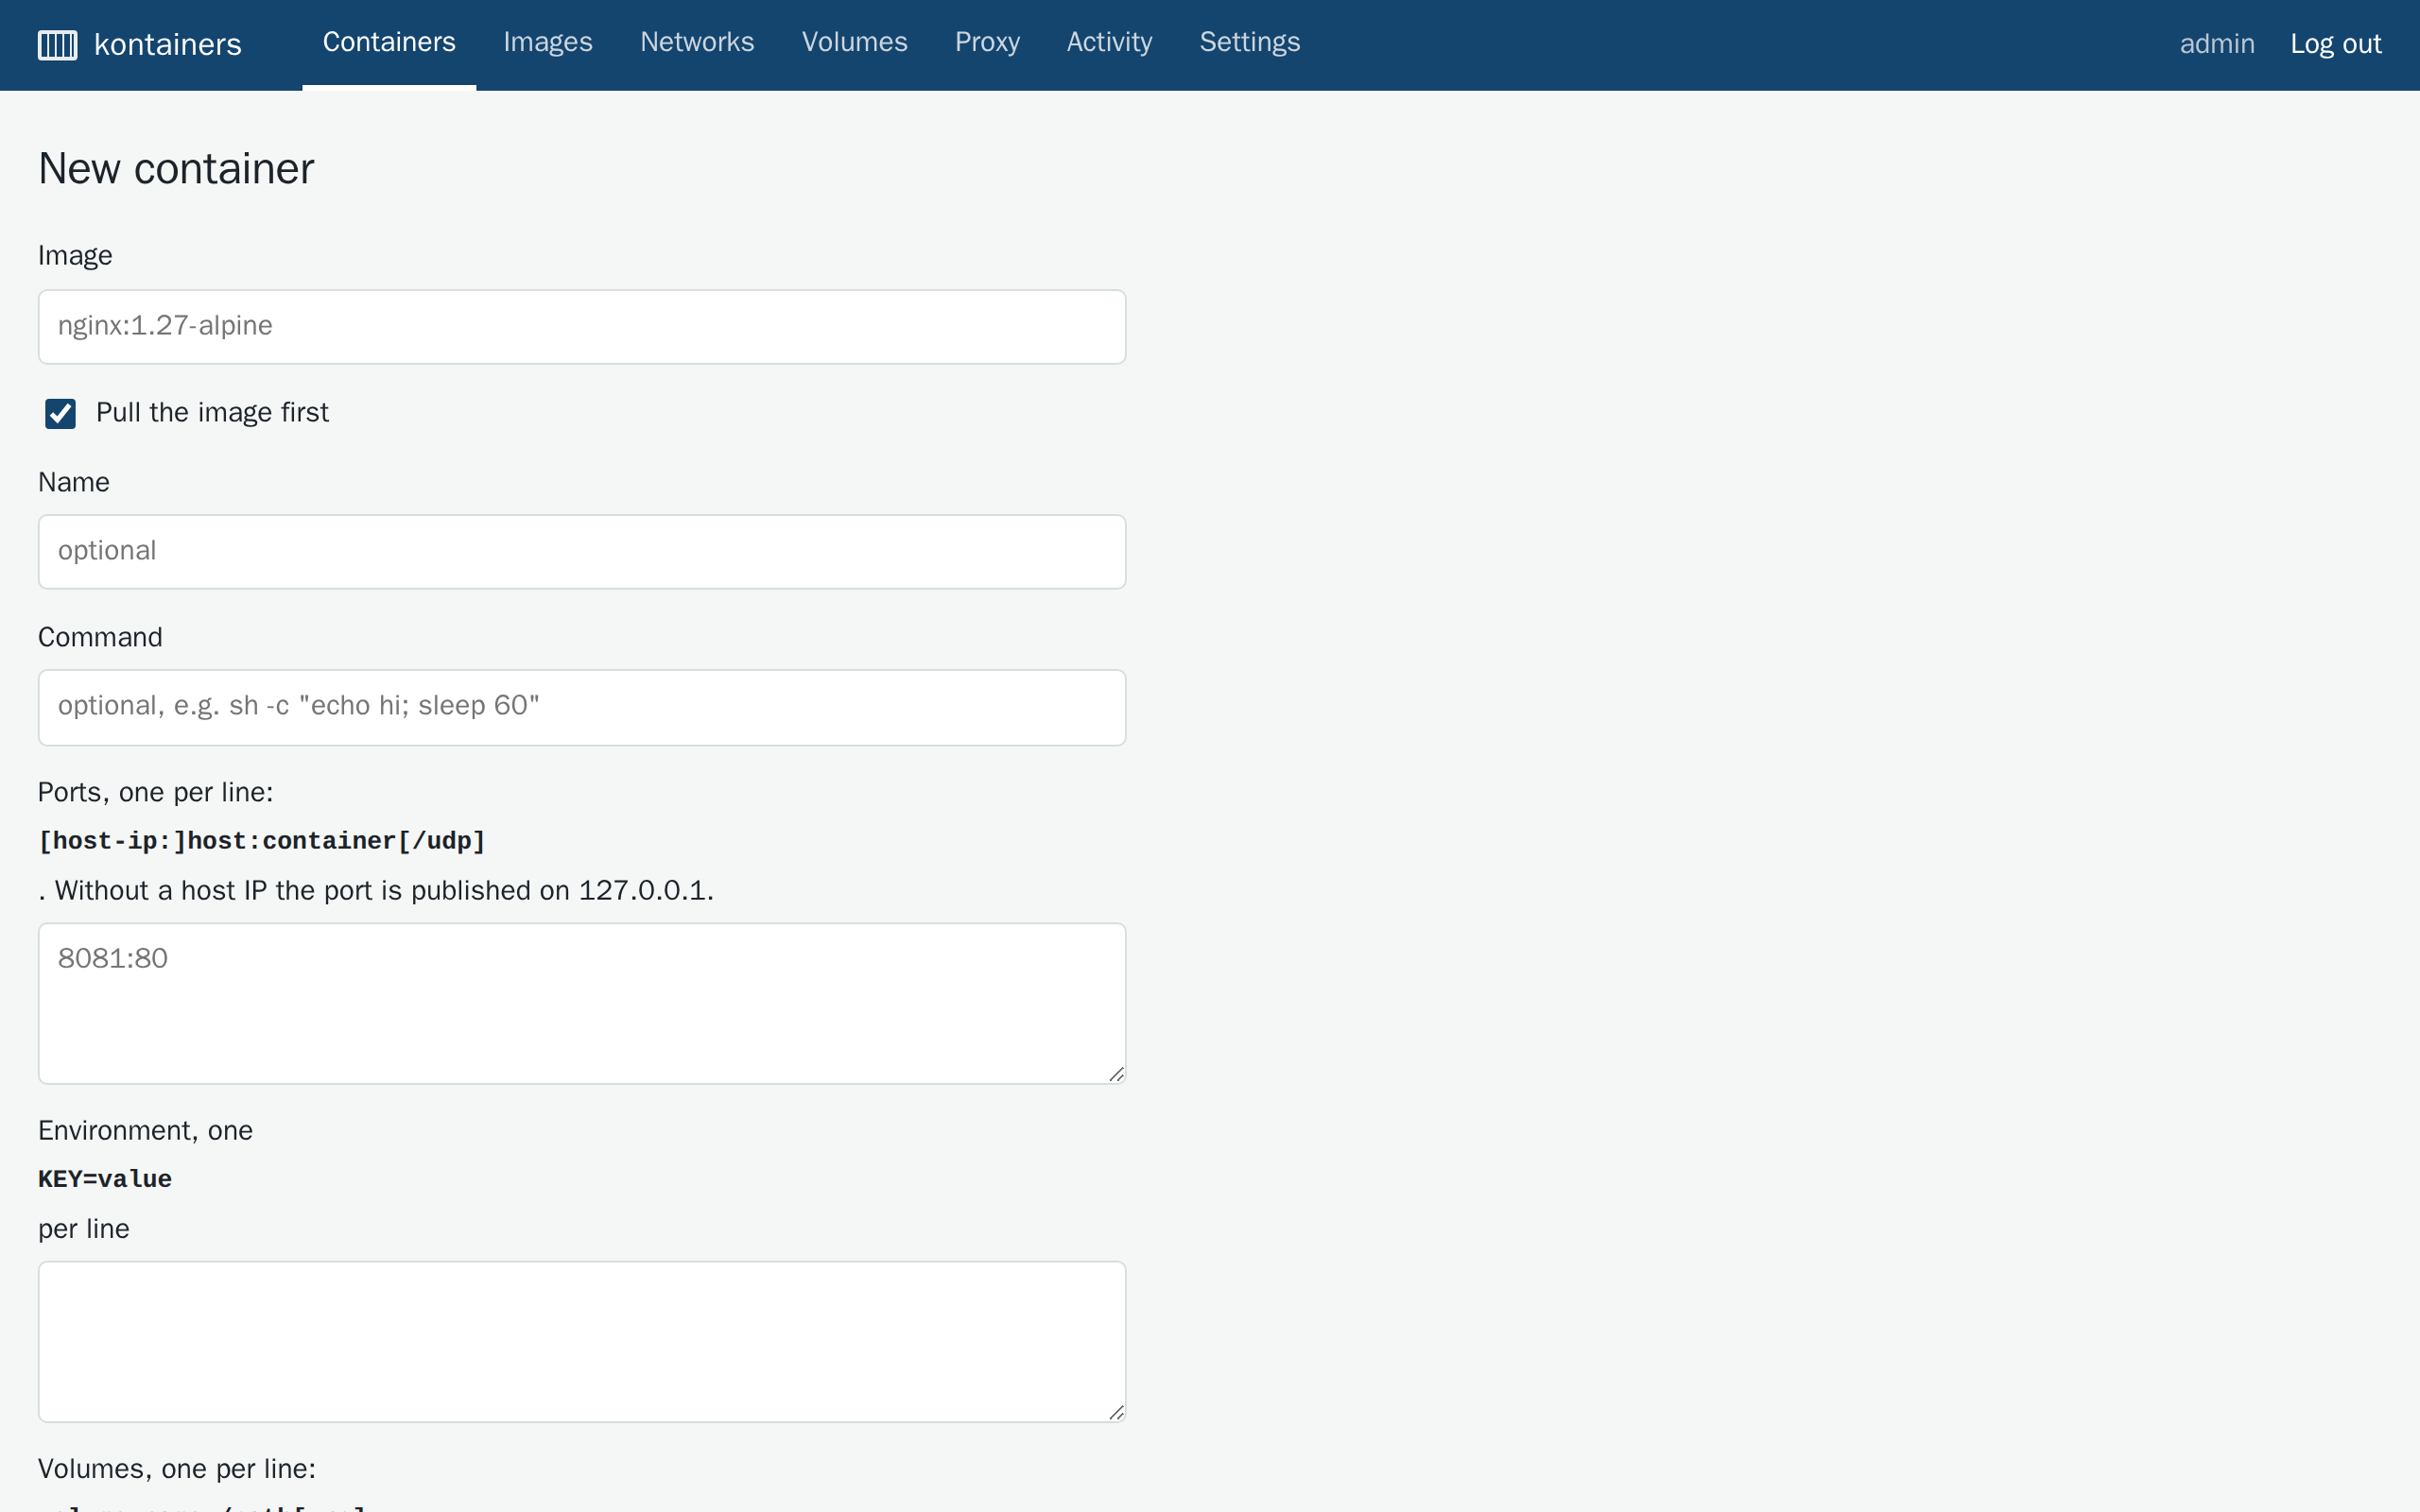 kontainers
Containers
Images
Networks
Volumes
Proxy
Activity
Settings
admin
Log out
New container
Image
nginx:1.27-alpine
Pull the image first
Name
optional
Command
optional, e.g. sh -c "echo hi; sleep 60"
Ports, one per line:
[host-ip:]host:container[/udp]
. Without a host IP the port is published on 127.0.0.1.
8081:80
Environment, one
KEY=value
per line
Volumes, one per line: